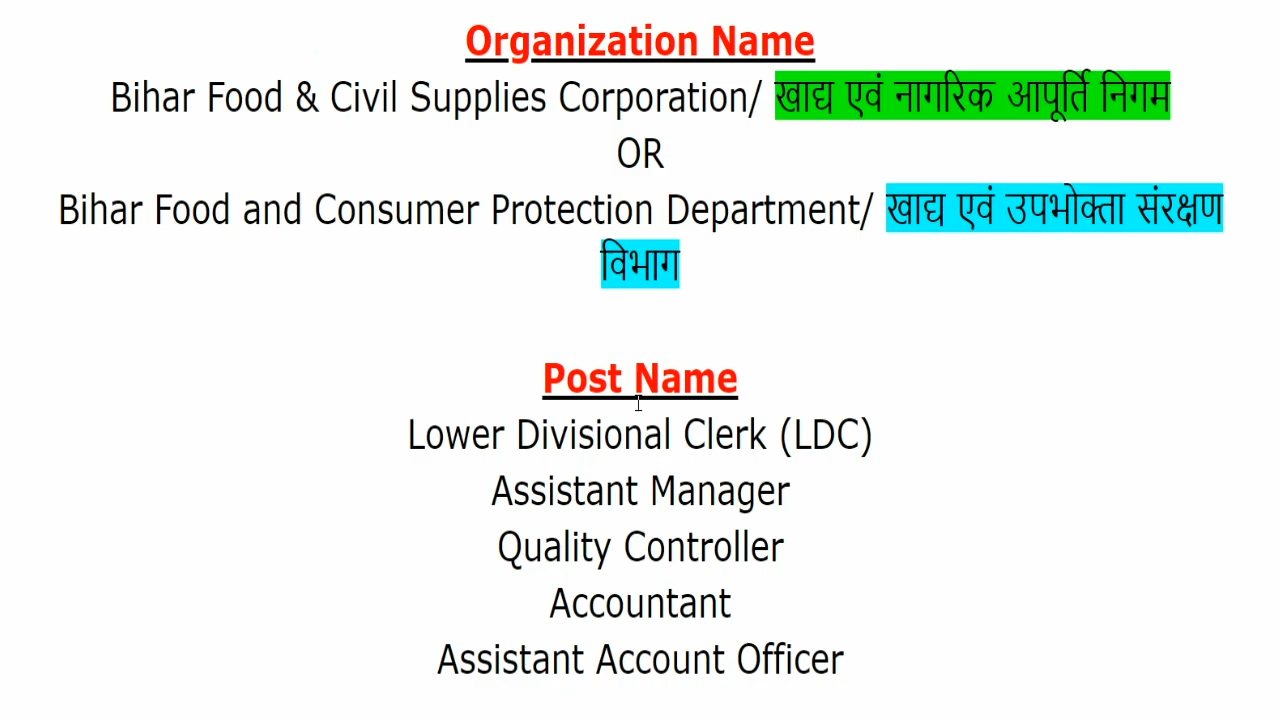 Organization Name
Bihar Food & Civil Supplies Corporation/ खाद्य एवं नागरिक आपूर्ति निगम
OR
Bihar Food and Consumer Protection Department/ खाद्य एवं उपभोक्ता संरक्षण
विभाग
Post Name
Lower Divisional Clerk (LDC)
Assistant Manager
Quality Controller
Accountant
Assistant Account Officer